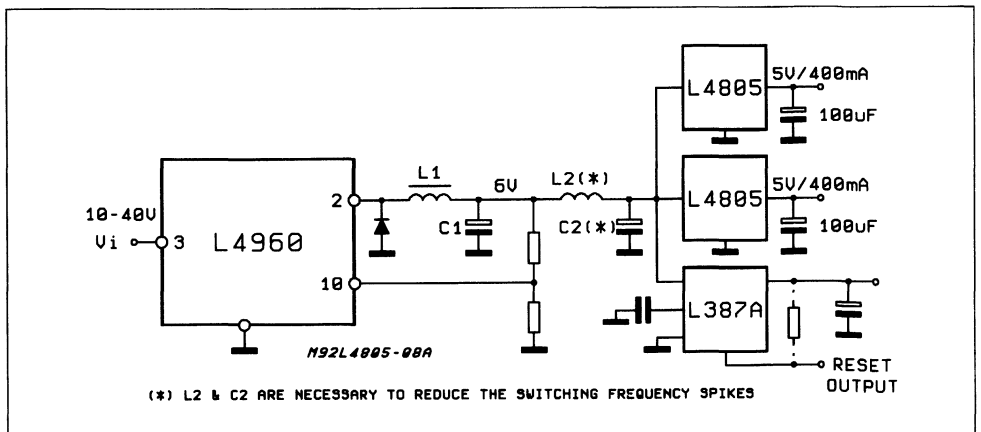 L4805
5V/400mA
100uF
L1
6V
L2(*)
L4805
5V/400mA
100uF
10-40V
Vi
3
L4960
2
C1
C2(*)
10
L387A
M92L4805-08A
RESET
OUTPUT
(*) L2 & C2 ARE NECESSARY TO REDUCE THE SWITCHING FREQUENCY SPIKES